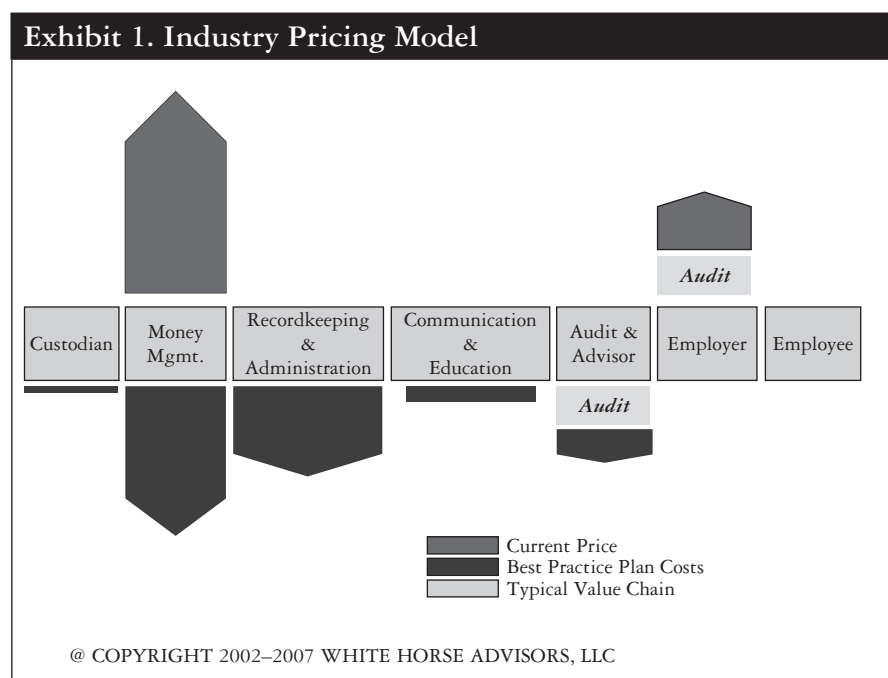 Exhibit 1. Industry Pricing Model
Audit
Custodian
Money
Mgmt.
Recordkeeping
&
Administration
Communication
&
Education
Audit &
Advisor
Employer
Employee
Audit
Current Price
Best Practice Plan Costs
Typical Value Chain
@ COPYRIGHT 2002–2007 WHITE HORSE ADVISORS, LLC